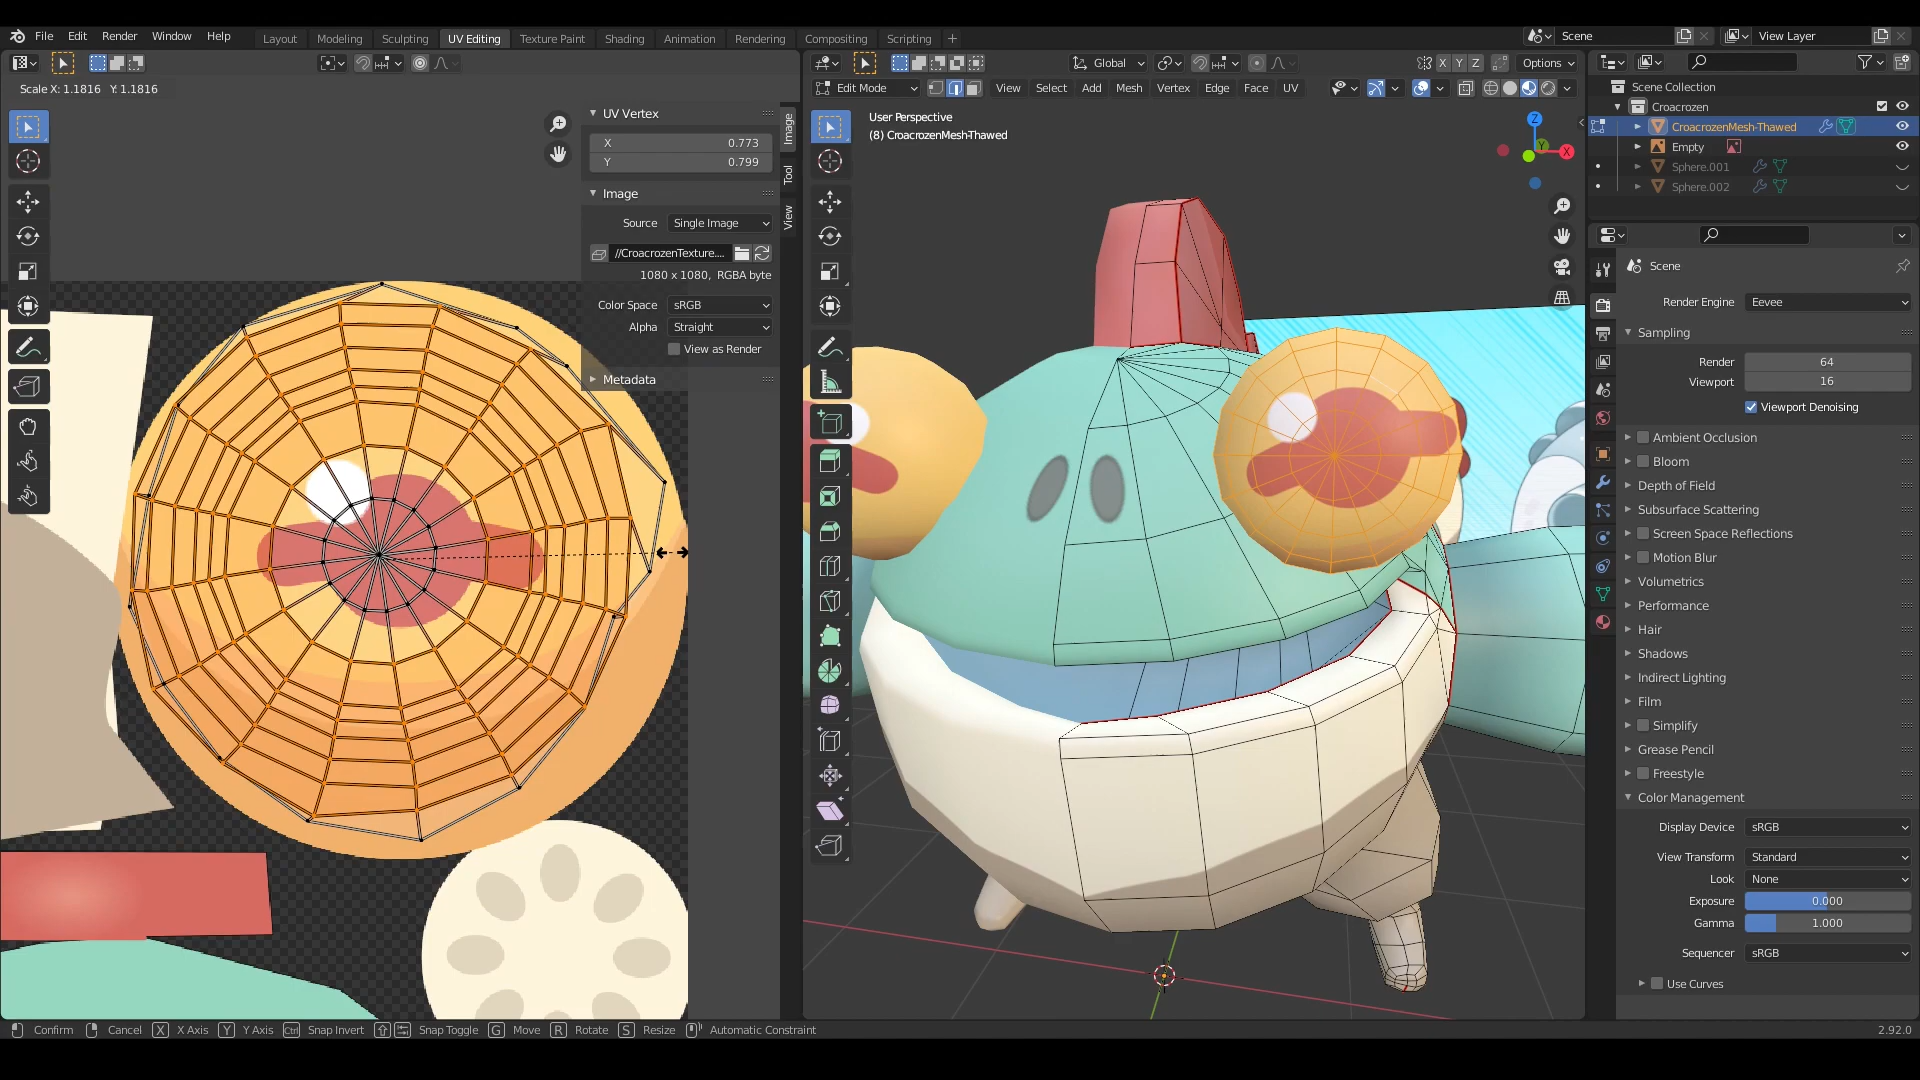 File Edit Render Window Help
Layout Modeling Sculpting UV Editing Texture Paint Shading Animation Rendering Compositing Scripting +
Scene
View Layer
Global
X Y Z
Options
Scale X: 1.1816 Y: 1.1816
Edit Mode
View Select Add Mesh Vertex Edge Face UV
Scene Collection
Croacrozen
CroacrozenMesh-Thawed
Empty
Sphere.001
Sphere.002
UV Vertex
X 0.773
Y 0.799
Image
Source Single Image
//CroacrozenTexture....
1080 x 1080, RGBA byte
Color Space sRGB
Alpha Straight
View as Render
Metadata
Image
Tool
View
User Perspective
(8) CroacrozenMesh-Thawed
Z
Y
X
Scene
Render Engine Eevee
Sampling
Render 64
Viewport 16
Viewport Denoising
Ambient Occlusion
Bloom
Depth of Field
Subsurface Scattering
Screen Space Reflections
Motion Blur
Volumetrics
Performance
Hair
Shadows
Indirect Lighting
Film
Simplify
Grease Pencil
Freestyle
Color Management
Display Device sRGB
View Transform Standard
Look None
Exposure 0.000
Gamma 1.000
Sequencer sRGB
Use Curves
Confirm Cancel X X Axis Y Y Axis Ctrl Snap Invert Snap Toggle G Move R Rotate S Resize Automatic Constraint
2.92.0